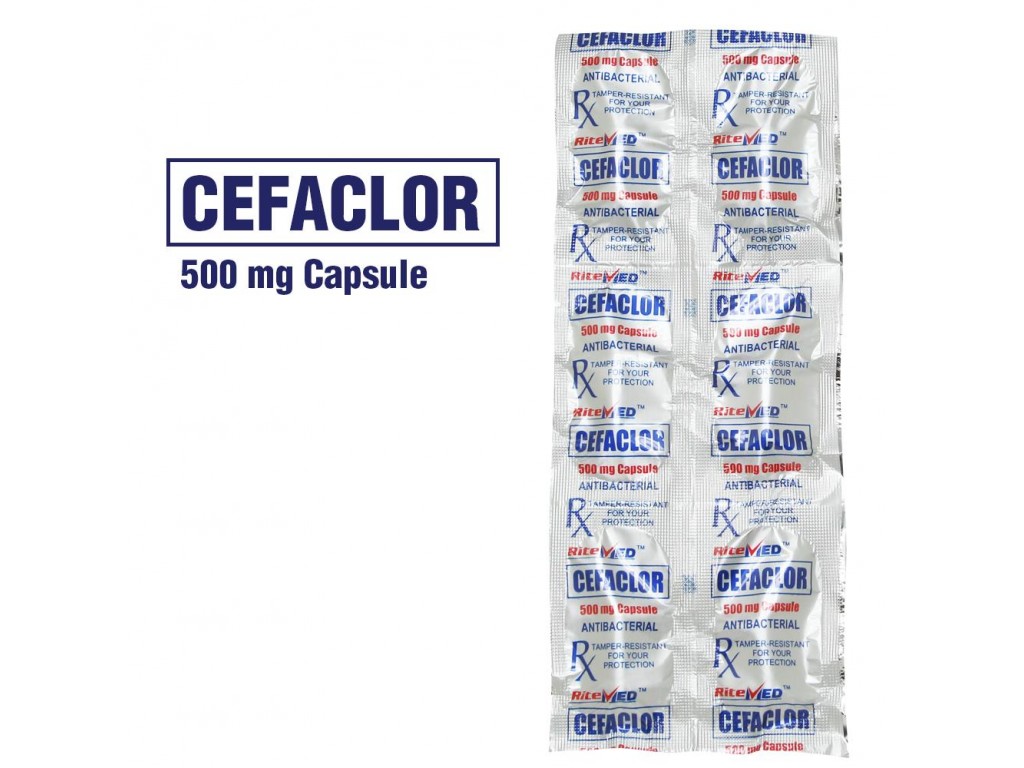 CEFACLOR
500 mg Capsule
CEFACLOR
500 mg Capsule
ANTIBACTERIAL
Rx TAMPER-RESISTANT
FOR YOUR
PROTECTION
RiteMED™
CEFACLOR
500 mg Capsule
ANTIBACTERIAL
Rx TAMPER-RESISTANT
FOR YOUR
PROTECTION
RiteMED™
CEFACLOR
500 mg Capsule
ANTIBACTERIAL
Rx TAMPER-RESISTANT
FOR YOUR
PROTECTION
RiteMED™
CEFACLOR
500 mg Capsule
ANTIBACTERIAL
Rx TAMPER-RESISTANT
FOR YOUR
PROTECTION
RiteMED™
CEFACLOR
500 mg Capsule
ANTIBACTERIAL
Rx TAMPER-RESISTANT
FOR YOUR
PROTECTION
RiteMED™
CEFACLOR
CEFACLOR
500 mg Capsule
ANTIBACTERIAL
Rx TAMPER-RESISTANT
FOR YOUR
PROTECTION
RiteMED™
CEFACLOR
500 mg Capsule
ANTIBACTERIAL
Rx TAMPER-RESISTANT
FOR YOUR
PROTECTION
RiteMED™
CEFACLOR
500 mg Capsule
ANTIBACTERIAL
Rx TAMPER-RESISTANT
FOR YOUR
PROTECTION
RiteMED™
CEFACLOR
500 mg Capsule
ANTIBACTERIAL
Rx TAMPER-RESISTANT
FOR YOUR
PROTECTION
RiteMED™
CEFACLOR
500 mg Capsule
ANTIBACTERIAL
Rx TAMPER-RESISTANT
FOR YOUR
PROTECTION
RiteMED™
CEFACLOR
500 mg Capsule